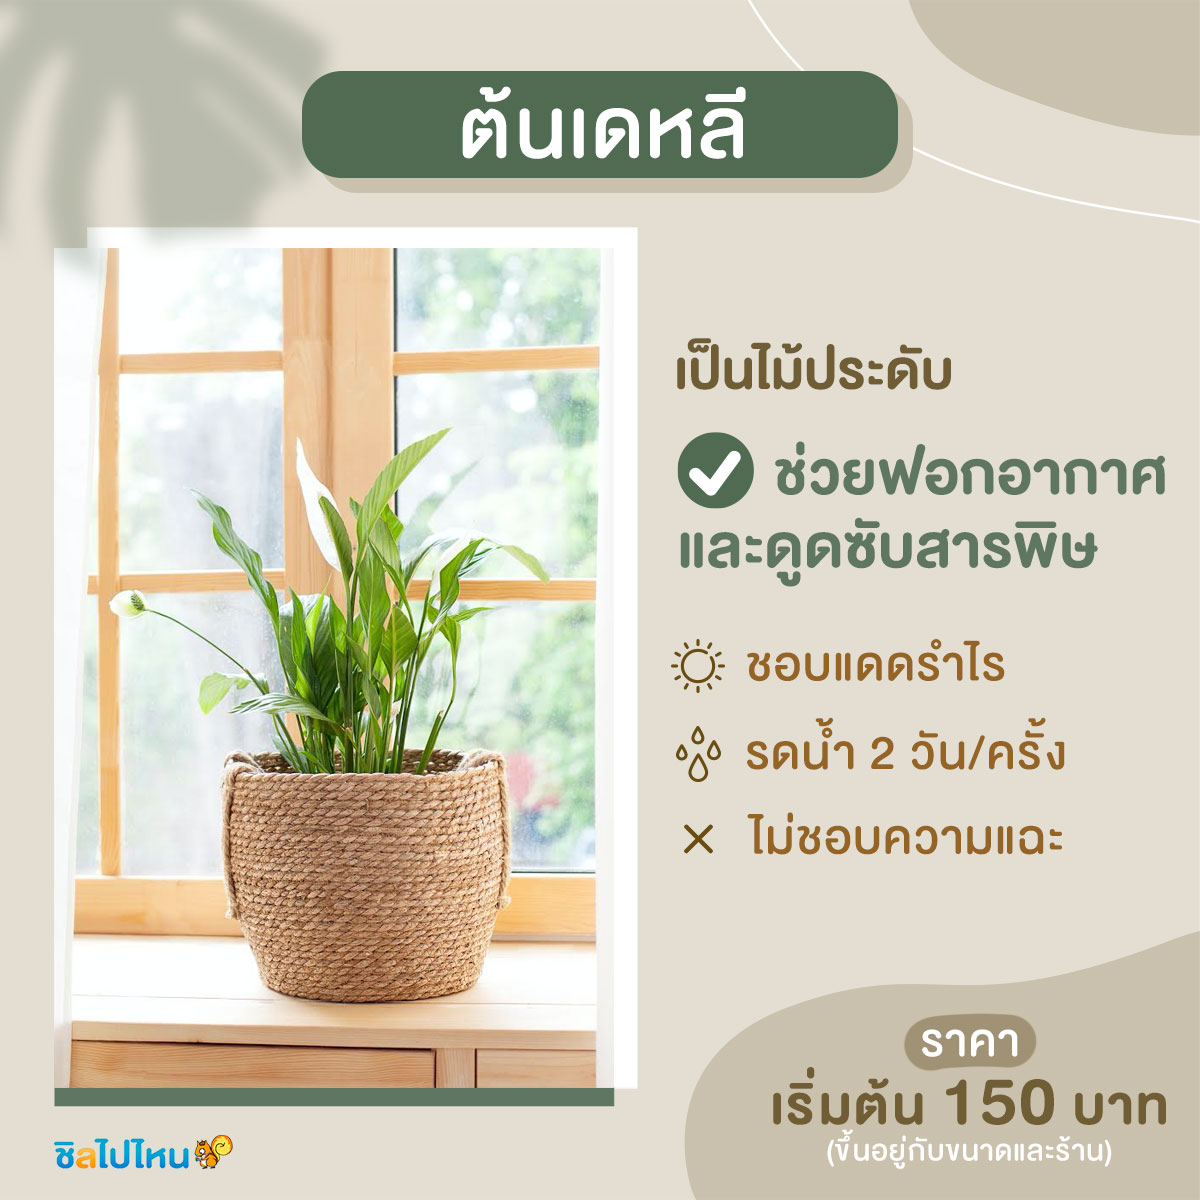 ต้นเดหลี
เป็นไม้ประดับ
ช่วยฟอกอากาศ
และดูดซับสารพิษ
ชอบแดดรำไร
รดน้ำ 2 วัน/ครั้ง
ไม่ชอบความแฉะ
ราคา
เริ่มต้น 150 บาท
(ขึ้นอยู่กับขนาดและร้าน)
ชิลไปไหน